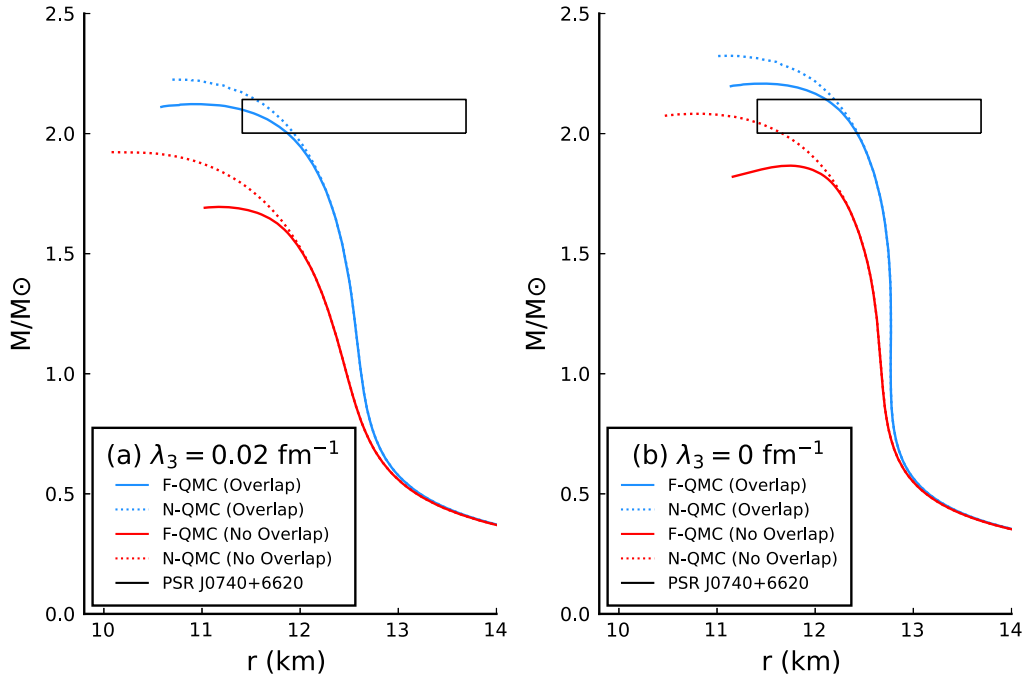 2.5
2.0
1.5
1.0
0.5
0.0
M/M⊙
10
11
12
13
14
r (km)
(a) λ₃ = 0.02 fm⁻¹
F-QMC (Overlap)
N-QMC (Overlap)
F-QMC (No Overlap)
N-QMC (No Overlap)
PSR J0740+6620
2.5
2.0
1.5
1.0
0.5
0.0
M/M⊙
10
11
12
13
14
r (km)
(b) λ₃ = 0 fm⁻¹
F-QMC (Overlap)
N-QMC (Overlap)
F-QMC (No Overlap)
N-QMC (No Overlap)
PSR J0740+6620